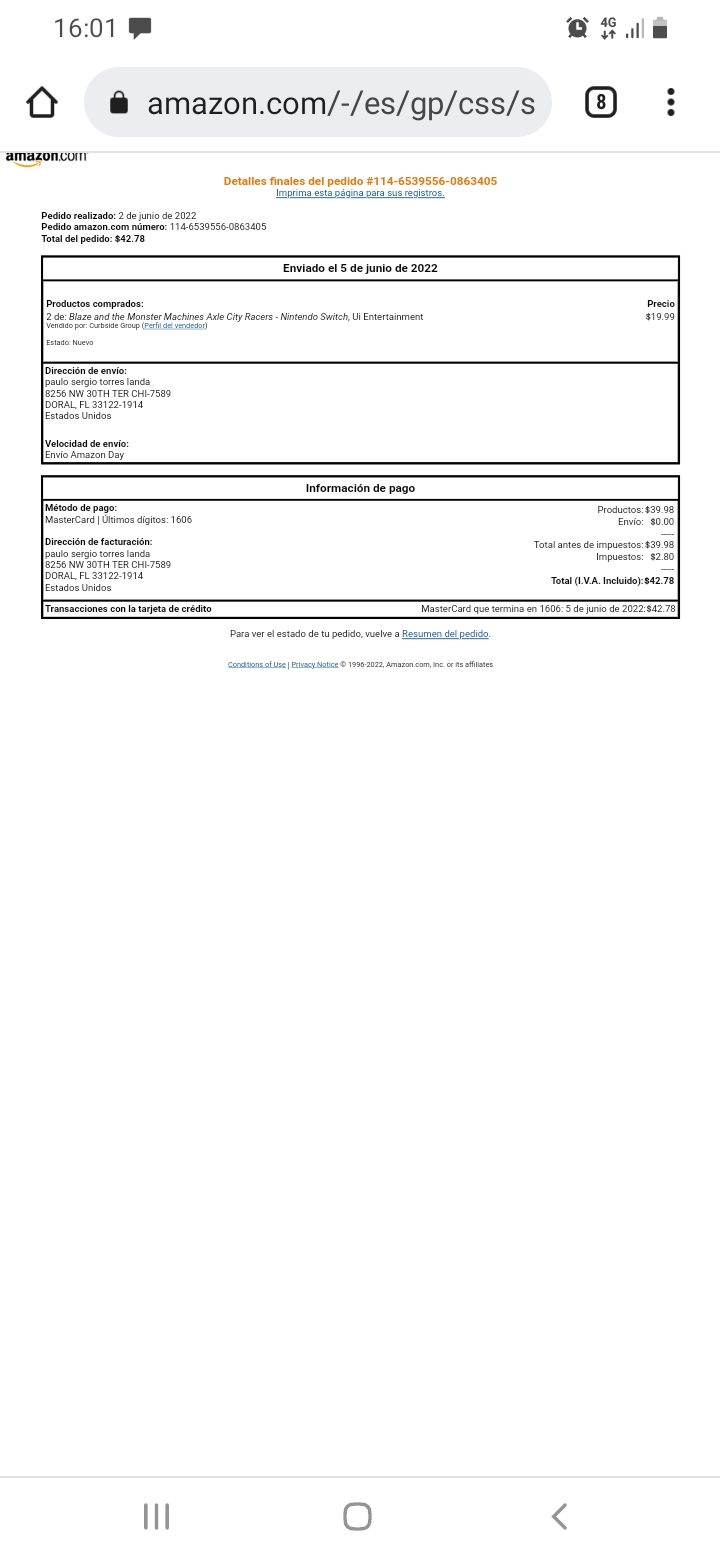 16:01
4G
amazon.com/-/es/gp/css/s
8
amazon.com
Detalles finales del pedido #114-6539556-0863405
Imprima esta página para sus registros.
Pedido realizado: 2 de junio de 2022
Pedido amazon.com número: 114-6539556-0863405
Total del pedido: $42.78
Enviado el 5 de junio de 2022
Productos comprados: Precio
2 de: Blaze and the Monster Machines Axle City Racers - Nintendo Switch, Ui Entertainment $19.99
Vendido por: Curbside Group (Perfil del vendedor)
Estado: Nuevo
Dirección de envío:
paulo sergio torres landa
8256 NW 30TH TER CHI-7589
DORAL, FL 33122-1914
Estados Unidos
Velocidad de envío:
Envío Amazon Day
Información de pago
Método de pago:
MasterCard | Últimos dígitos: 1606
Dirección de facturación:
paulo sergio torres landa
8256 NW 30TH TER CHI-7589
DORAL, FL 33122-1914
Estados Unidos
Productos: $39.98
Envío: $0.00
-----
Total antes de impuestos: $39.98
Impuestos: $2.80
-----
Total (I.V.A. Incluido): $42.78
Transacciones con la tarjeta de crédito MasterCard que termina en 1606: 5 de junio de 2022: $42.78
Para ver el estado de tu pedido, vuelve a Resumen del pedido.
Conditions of Use | Privacy Notice © 1996-2022, Amazon.com, Inc. or its affiliates